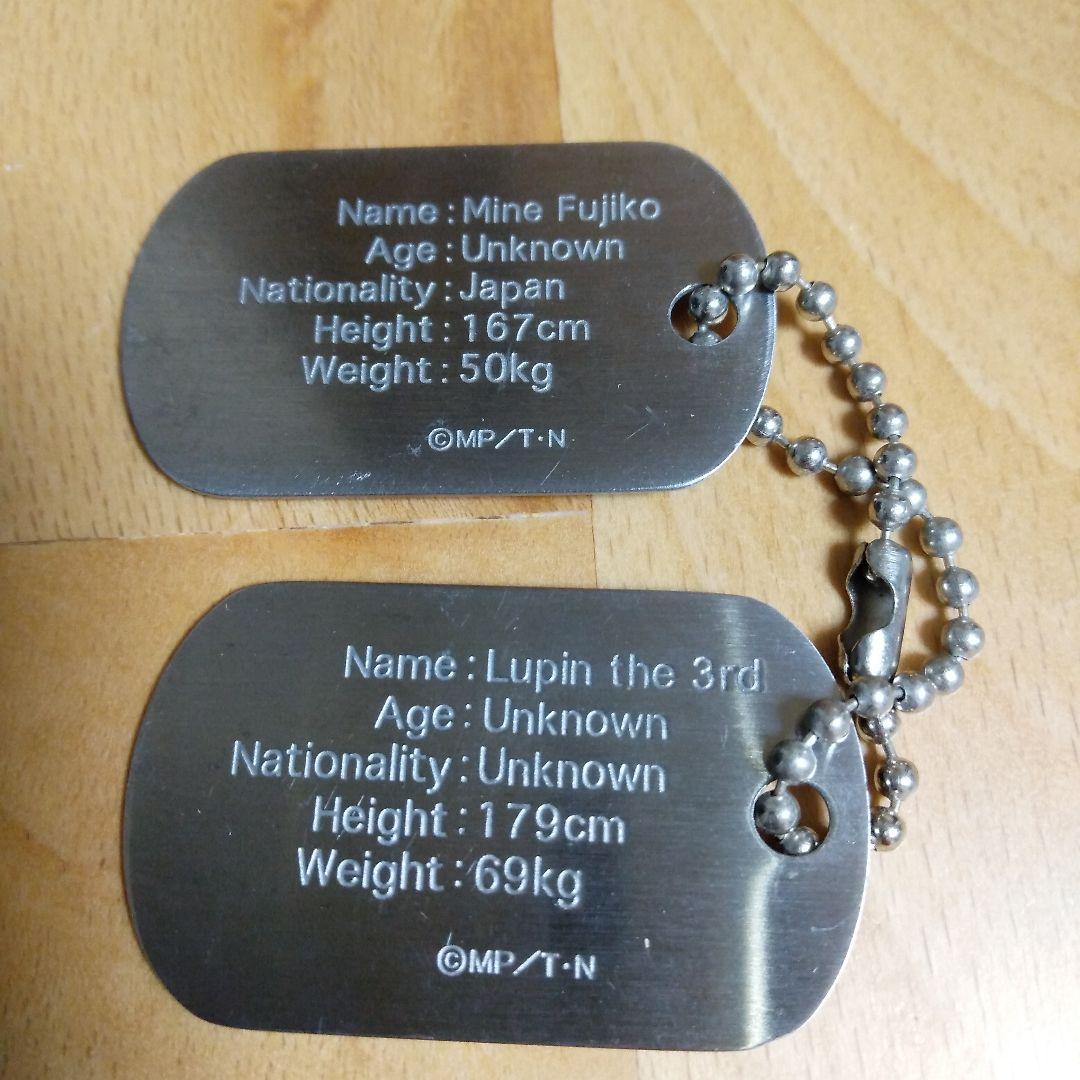 Name:Mine Fujiko
Age:Unknown
Nationality:Japan
Height:167cm
Weight:50kg
©MP/T・N
Name:Lupin the 3rd
Age:Unknown
Nationality:Unknown
Height:179cm
Weight:69kg
©MP/T・N